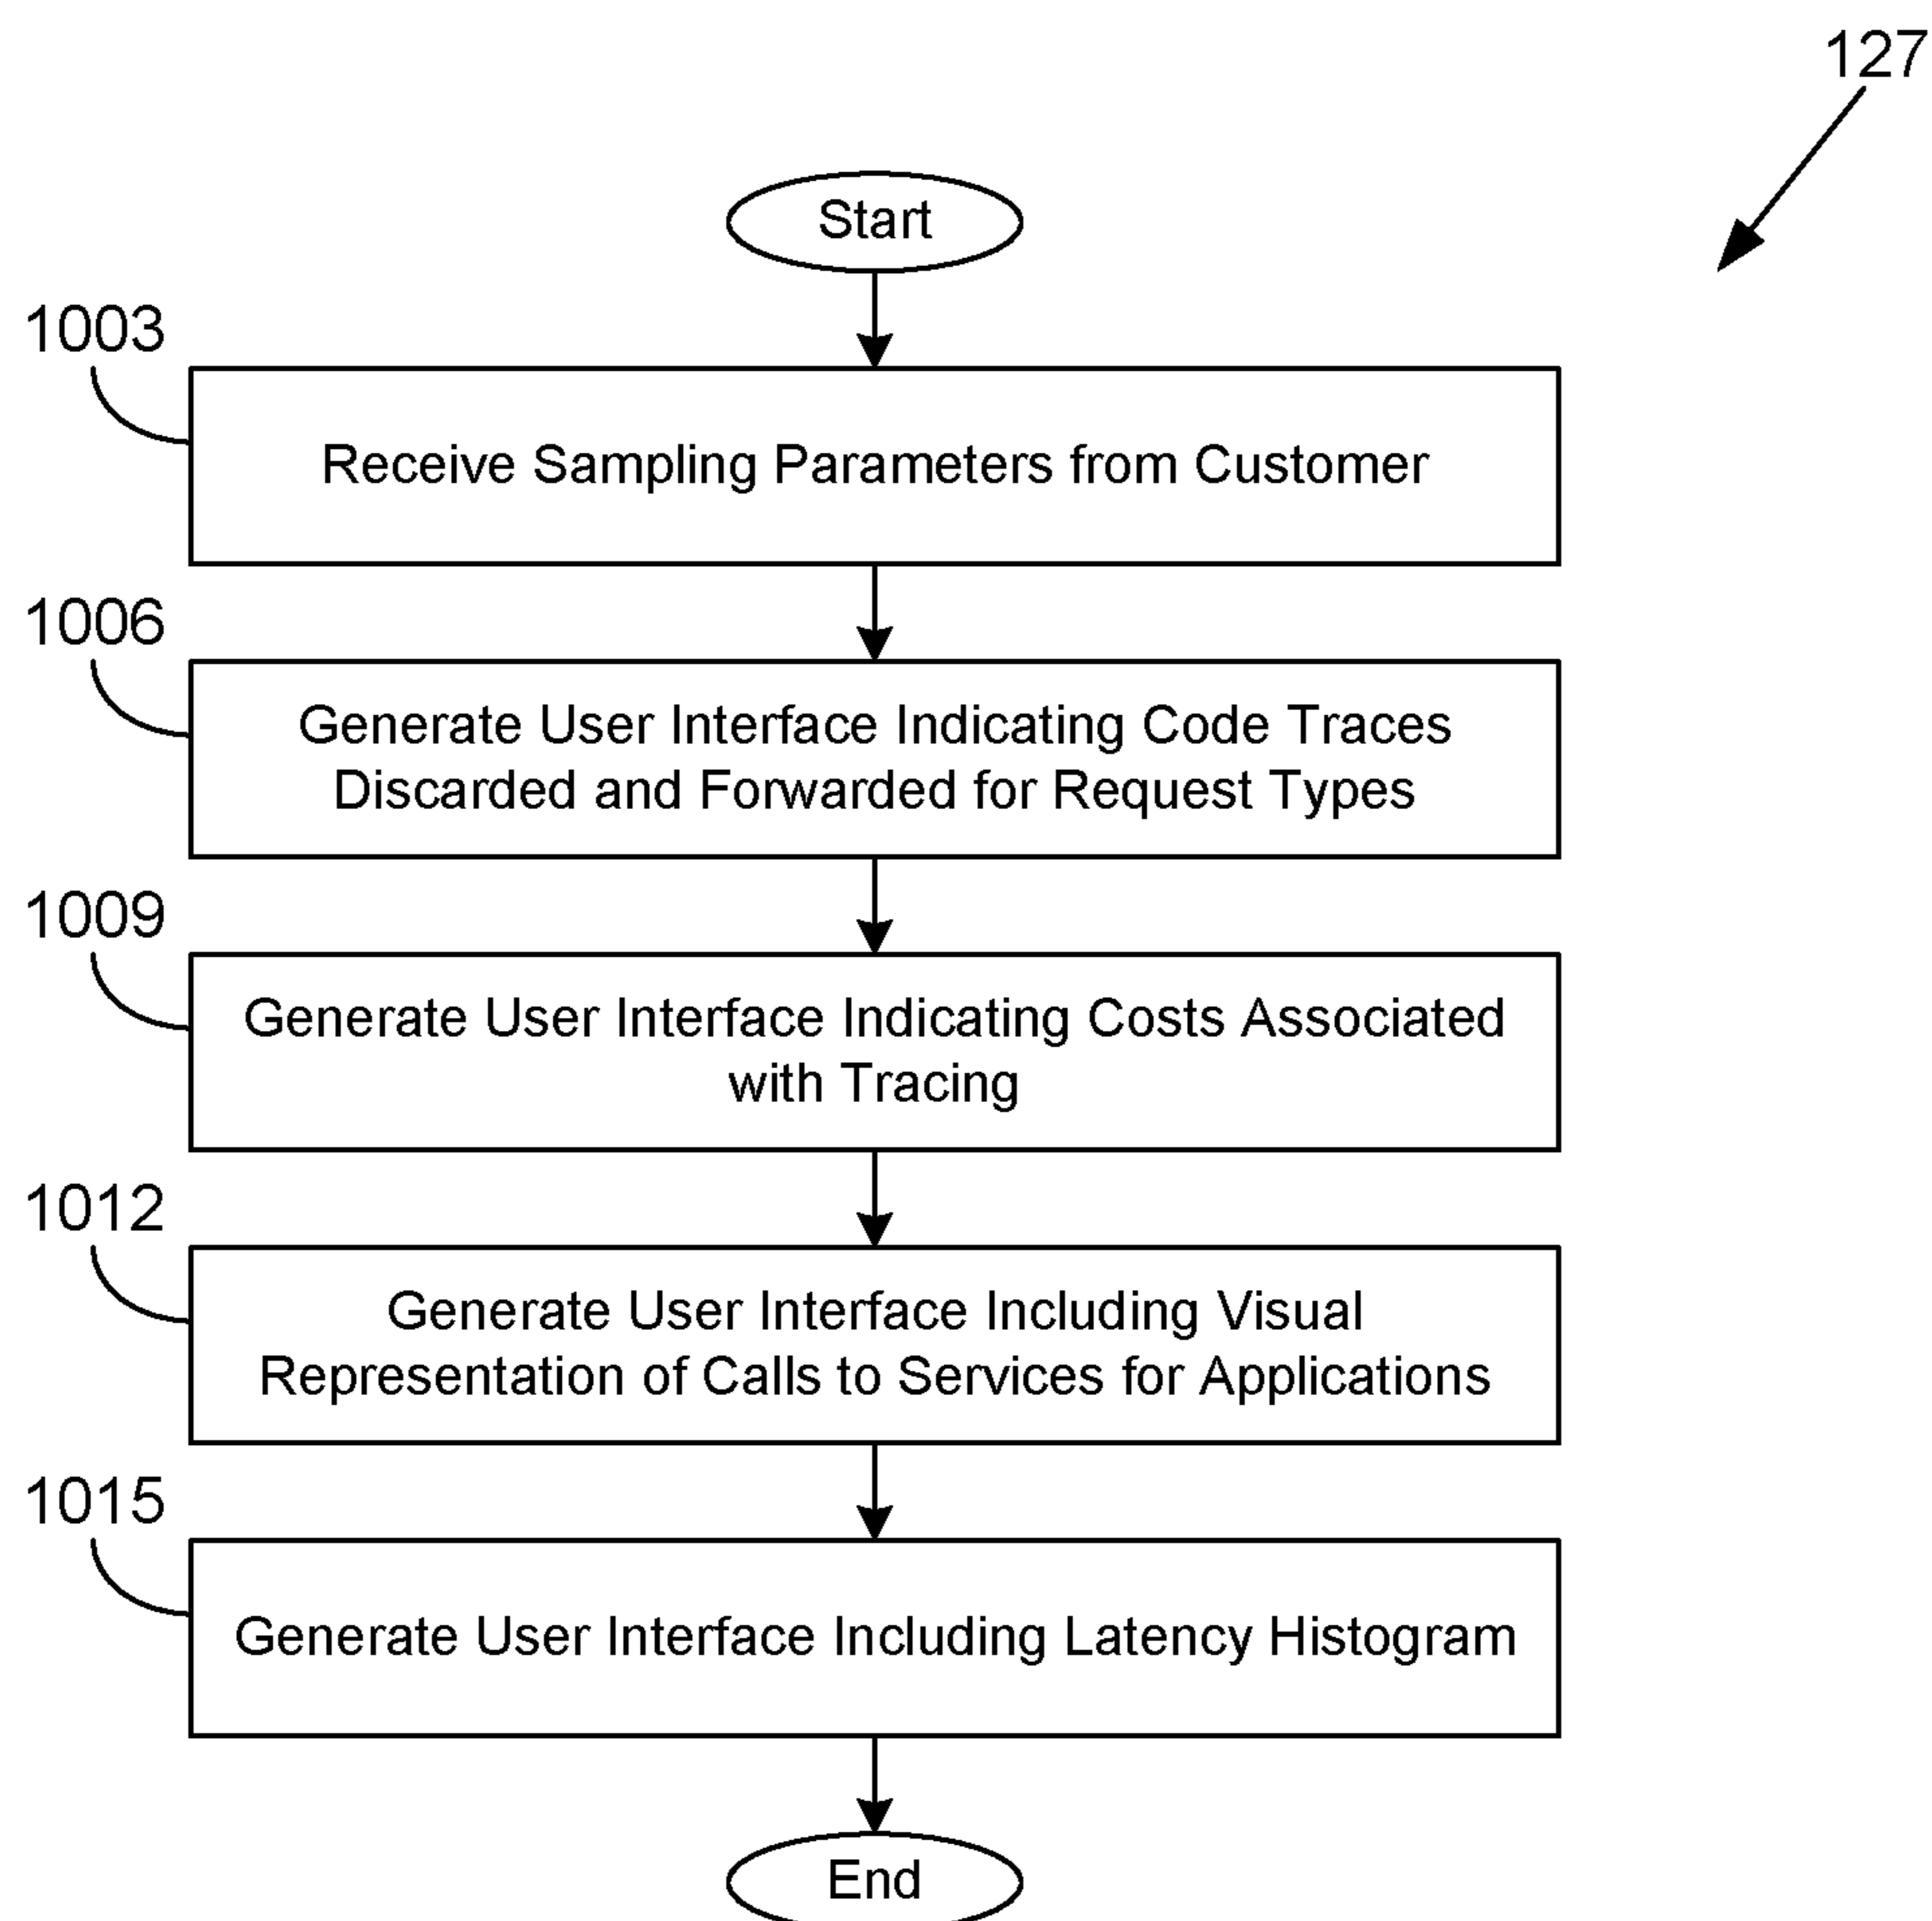 127
Start
1003
Receive Sampling Parameters from Customer
1006
Generate User Interface Indicating Code Traces
Discarded and Forwarded for Request Types
1009
Generate User Interface Indicating Costs Associated
with Tracing
1012
Generate User Interface Including Visual
Representation of Calls to Services for Applications
1015
Generate User Interface Including Latency Histogram
End